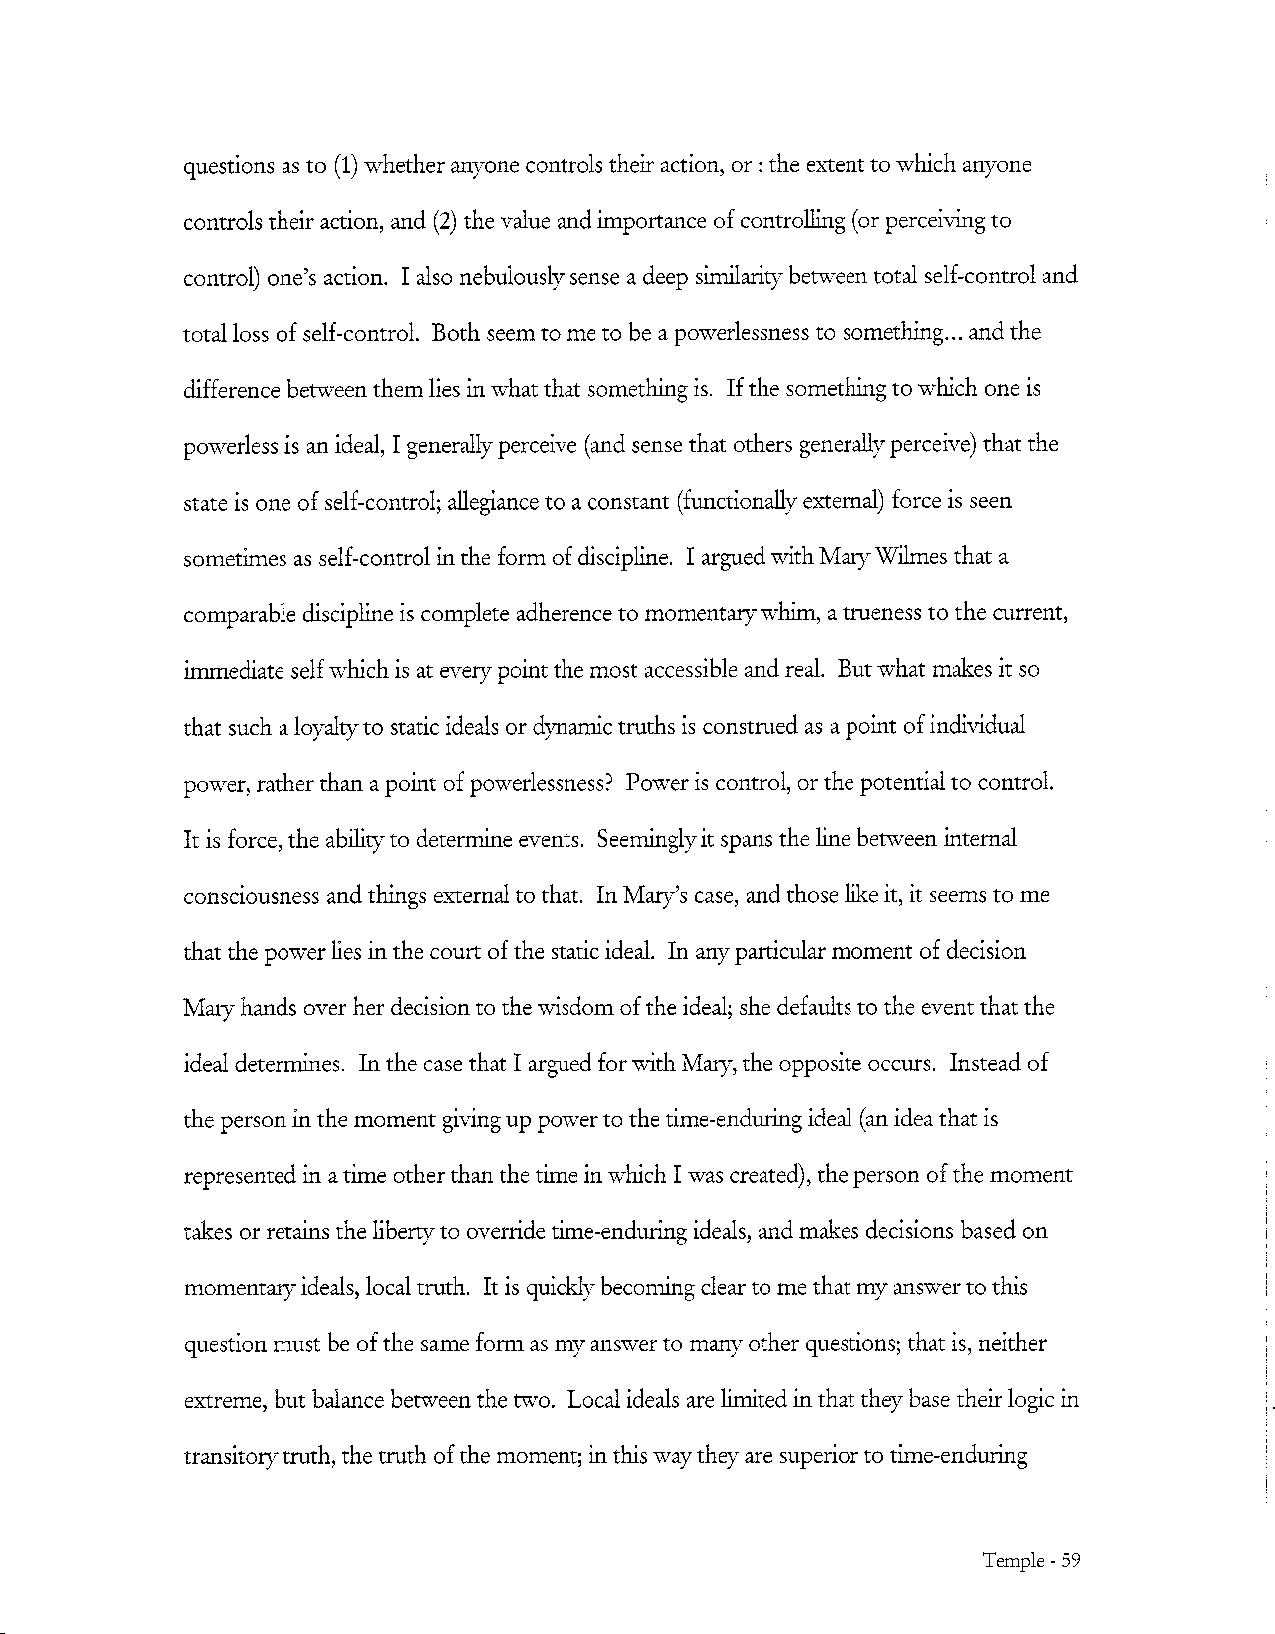 questions as to (1) whether anyone controls their action, or : the extent to which anyone
controls their action, and (2) the value and importance of controlling (or perceiving to
control) one's action. I also nebulously sense a deep similarity between total self-control and
total loss of self-control. Both seem to me to be a powerlessness to something... and the
difference between them lies in what that something is. If the something to which one is
powerless is an ideal, I generally perceive (and sense that others generally perceive) that the
state is one of self-control; allegiance to a constant (functionally external) force is seen
sometimes as self-control in the form of discipline. I argued with Mary Wilmes that a
comparable discipline is complete adherence to momentary whim, a trueness to the current,
immediate self which is at every point the most accessible and real. But what makes it so
that such a loyalty to static ideals or dynamic truths is construed as a point of individual
power, rather than a point of powerlessness? Power is control, or the potential to control.
It is force, the ability to determine events. Seemingly it spans the line between internal
consciousness and things external to that. In Mary's case, and those like it, it seems to me
that the power lies in the court of the static ideal. In any particular moment of decision
Mary hands over her decision to the wisdom of the ideal; she defaults to the event that the
ideal determines. In the case that I argued for with Mary, the opposite occurs. Instead of
the person in the moment giving up power to the time-enduring ideal (an idea that is
represented in a time other than the time in which I was created), the person of the moment
takes or retains the liberty to override time-enduring ideals, and makes decisions based on
momentary ideals, local truth. It is quickly becoming clear to me that my answer to this
question must be of the same form as my answer to many other questions; that is, neither
extreme, but balance between the two. Local ideals are limited in that they base their logic in
transitory truth, the truth of the moment; in this way they are superior to time-enduring
Temple - 59